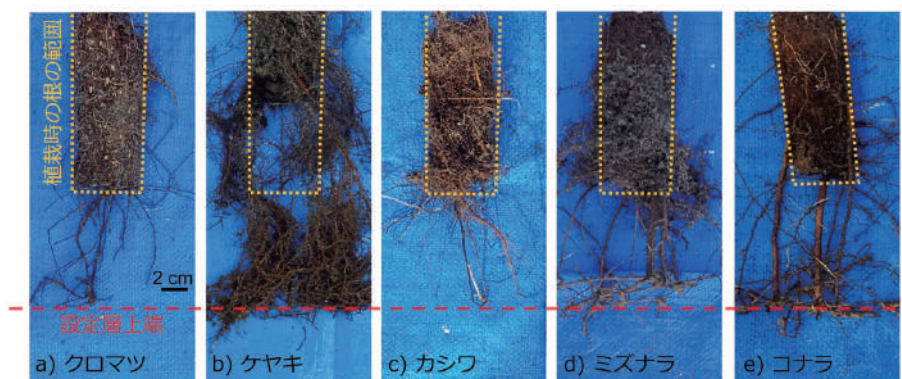 植栽時の根の範囲
2 cm
設定層上端
a) クロマツ
b) ケヤキ
c) カシワ
d) ミズナラ
e) コナラ